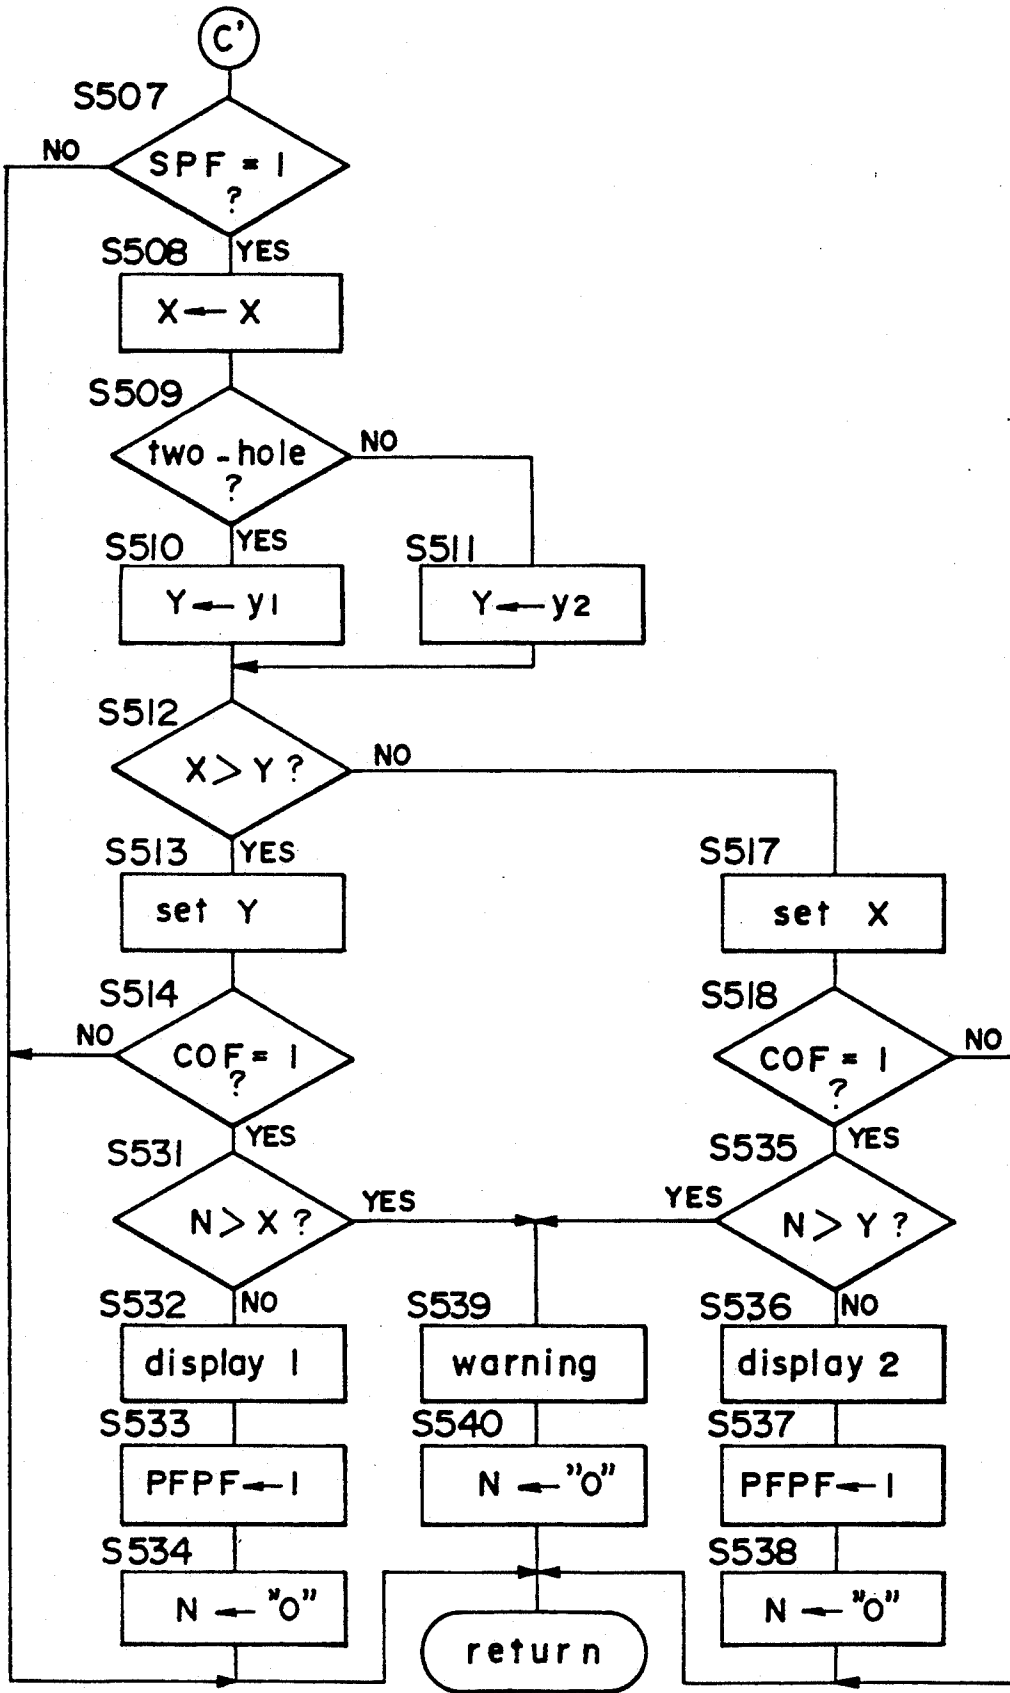 C'
S507
NO
SPF = 1
?
S508
YES
X ← X
S509
two-hole
?
NO
S510
YES
S511
Y ← y1
Y ← y2
S512
X > Y ?
NO
S513
YES
S517
set Y
set X
S514
S518
NO
COF = 1
?
COF = 1
?
NO
S531
YES
S535
YES
N > X ?
YES
YES
N > Y ?
S532
NO
S539
S536
NO
display 1
warning
display 2
S533
S540
S537
PFPF ← 1
N ← "0"
PFPF ← 1
S534
S538
N ← "0"
return
N ← "0"